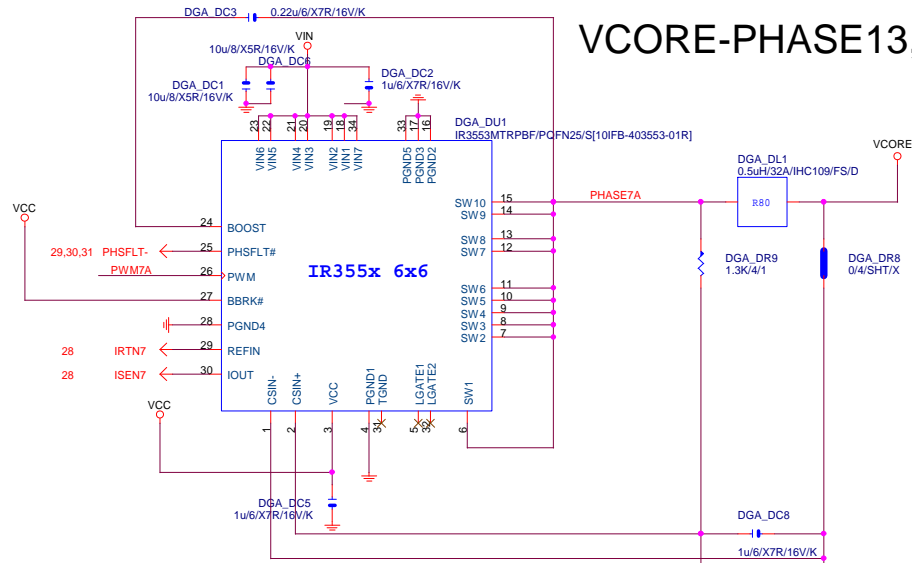 DGA_DC3 0.22u/6/X7R/16V/K
VCORE-PHASE13,
VIN
10u/8/X5R/16V/K
DGA_DC6
DGA_DC1
10u/8/X5R/16V/K
DGA_DC2
1u/6/X7R/16V/K
DGA_DU1
IR3553MTRPBF/PQFN25/S[10IFB-403553-01R]
23 22 21 20 19 18 34 33 17 16
VIN6 VIN5 VIN4 VIN3 VIN2 VIN1 VIN7 PGND5 PGND3 PGND2
VCORE
DGA_DL1
0.5uH/32A/IHC109/FS/D
R80
PHASE7A
SW10 15
SW9 14
SW8 13
SW7 12
SW6 11
SW5 10
SW4 9
SW3 8
SW2 7
VCC
24 BOOST
29,30,31 PHSFLT- 25 PHSFLT#
PWM7A 26 PWM
27 BBRK#
28 PGND4
28 IRTN7 29 REFIN
28 ISEN7 30 IOUT
IR355x 6x6
DGA_DR9
1.3K/4/1
DGA_DR8
0/4/SHT/X
VCC
CSIN- CSIN+ VCC PGND1 TGND LGATE1 LGATE2 SW1
1 2 3 4 31 5 32 6
DGA_DC5
1u/6/X7R/16V/K
DGA_DC8
1u/6/X7R/16V/K